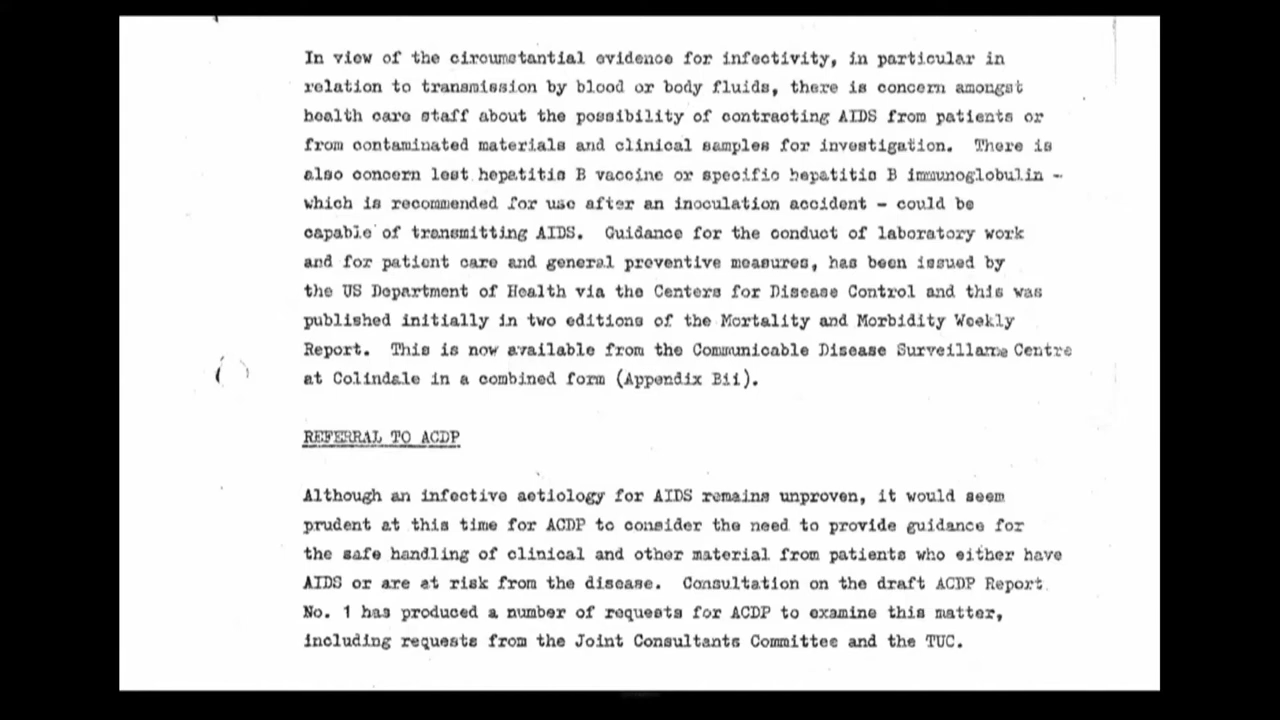 In view of the circumstantial evidence for infectivity, in particular in
relation to transmission by blood or body fluids, there is concern amongst
health care staff about the possibility of contracting AIDS from patients or
from contaminated materials and clinical samples for investigation.  There is
also concern lest hepatitis B vaccine or specific hepatitis B immunoglobulin -
which is recommended for use after an inoculation accident - could be
capable of transmitting AIDS.  Guidance for the conduct of laboratory work
and for patient care and general preventive measures, has been issued by
the US Department of Health via the Centers for Disease Control and this was
published initially in two editions of the Mortality and Morbidity Weekly
Report.  This is now available from the Communicable Disease Surveillance Centre
at Colindale in a combined form (Appendix Bii).
REFERRAL TO ACDP
Although an infective aetiology for AIDS remains unproven, it would seem
prudent at this time for ACDP to consider the need to provide guidance for
the safe handling of clinical and other material from patients who either have
AIDS or are at risk from the disease.  Consultation on the draft ACDP Report
No. 1 has produced a number of requests for ACDP to examine this matter,
including requests from the Joint Consultants Committee and the TUC.